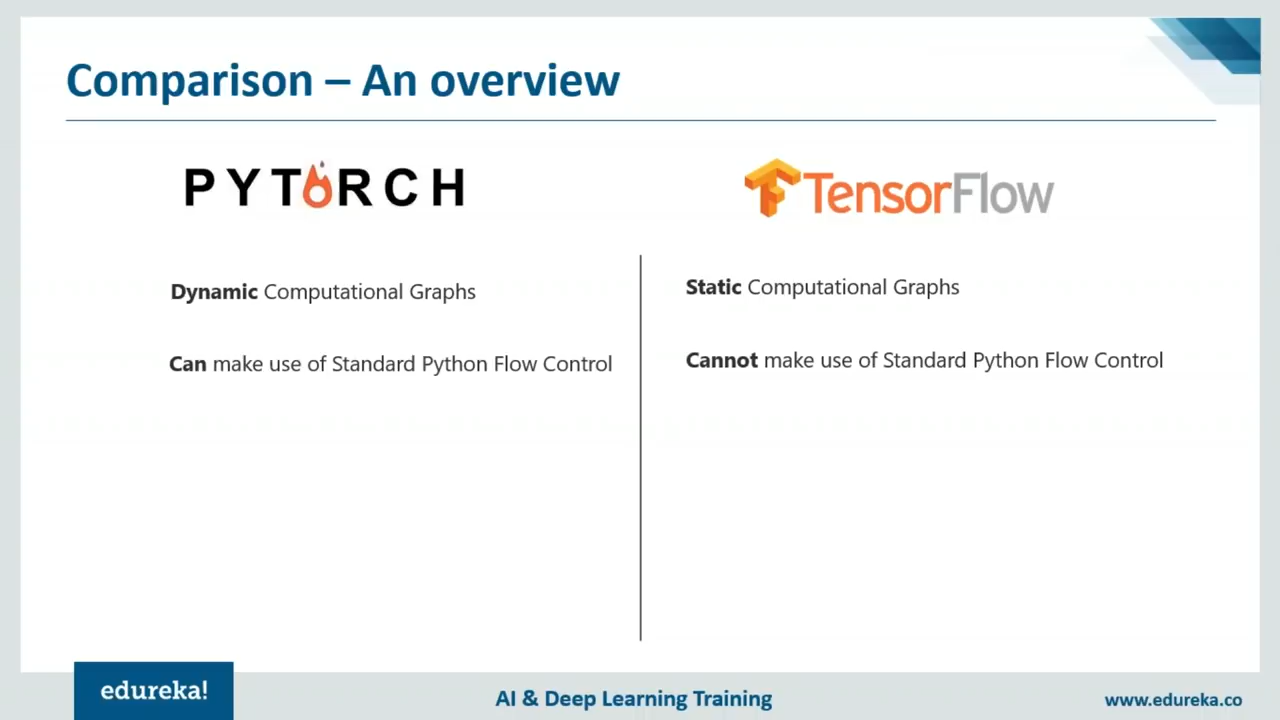 Comparison – An overview
PYTORCH
TensorFlow
Dynamic Computational Graphs
Static Computational Graphs
Can make use of Standard Python Flow Control
Cannot make use of Standard Python Flow Control
edureka!
AI & Deep Learning Training
www.edureka.co